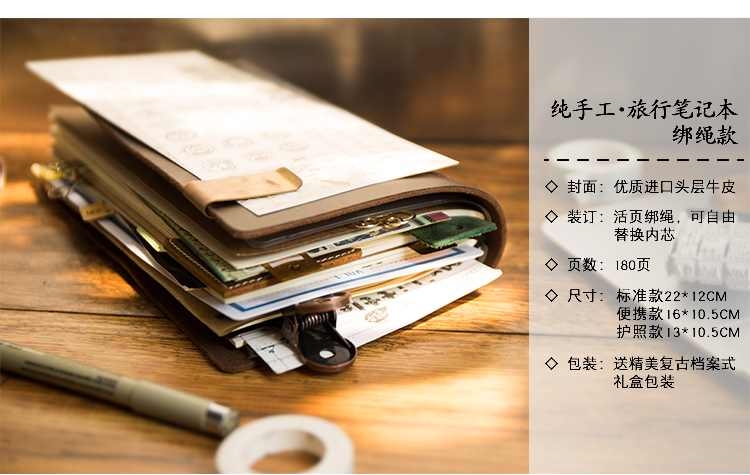 纯手工·旅行笔记本
绑绳款
◇ 封面：优质进口头层牛皮
◇ 装订：活页绑绳，可自由
替换内芯
◇ 页数：180页
◇ 尺寸：标准款22*12CM
便携款16*10.5CM
护照款13*10.5CM
◇ 包装：送精美复古档案式
礼盒包装